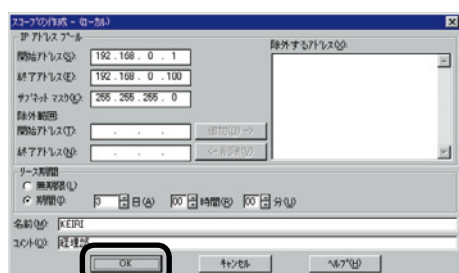 スコープの作成 - (ローカル)
IP アドレス プール
開始アドレス(S): 192 . 168 . 0 . 1
終了アドレス(E): 192 . 168 . 0 . 100
サブネット マスク(K): 255 . 255 . 255 . 0
除外範囲
開始アドレス(T): . . . 追加(D) ->
終了アドレス(N): . . . <- 削除(V)
除外するアドレス(X):
リース期間
無期限(L)
期間(I): 3 日(A) 00 時間(R) 00 分(U)
名前(M): KEIRI
コメント(O): 経理部
OK キャンセル ヘルプ(H)